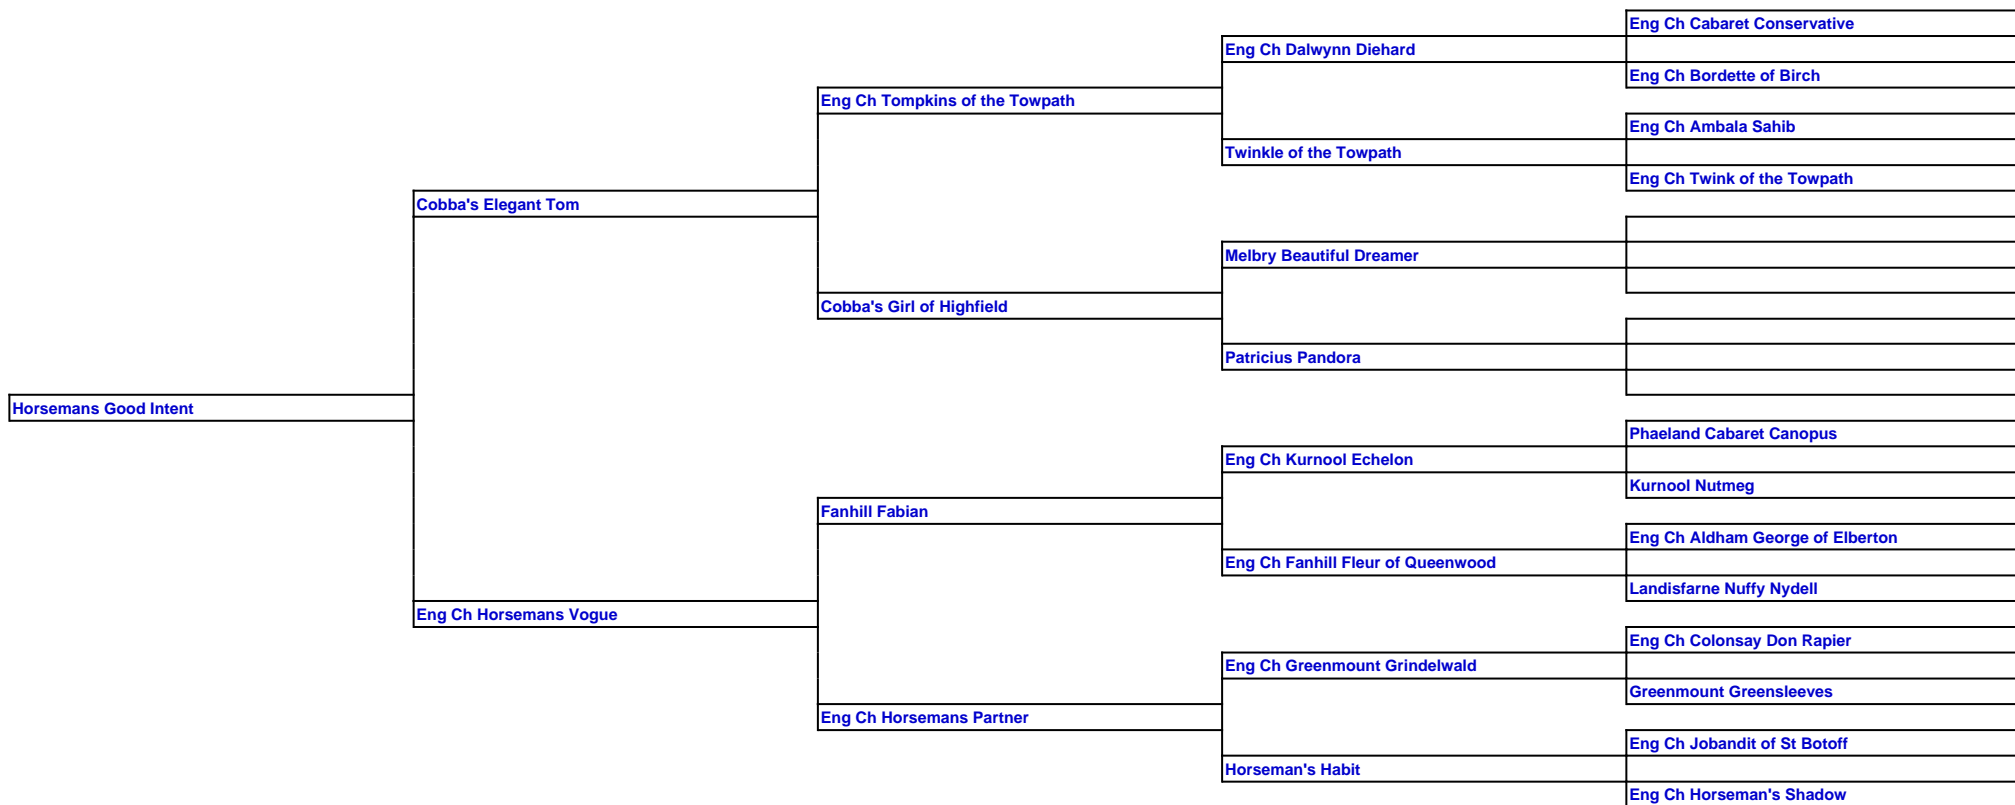 Eng Ch Cabaret Conservative
Eng Ch Dalwynn Diehard
Eng Ch Bordette of Birch
Eng Ch Tompkins of the Towpath
Eng Ch Ambala Sahib
Twinkle of the Towpath
Eng Ch Twink of the Towpath
Cobba's Elegant Tom
Melbry Beautiful Dreamer
Cobba's Girl of Highfield
Patricius Pandora
Horsemans Good Intent
Phaeland Cabaret Canopus
Eng Ch Kurnool Echelon
Kurnool Nutmeg
Fanhill Fabian
Eng Ch Aldham George of Elberton
Eng Ch Fanhill Fleur of Queenwood
Landisfarne Nuffy Nydell
Eng Ch Horsemans Vogue
Eng Ch Colonsay Don Rapier
Eng Ch Greenmount Grindelwald
Greenmount Greensleeves
Eng Ch Horsemans Partner
Eng Ch Jobandit of St Botoff
Horseman's Habit
Eng Ch Horseman's Shadow